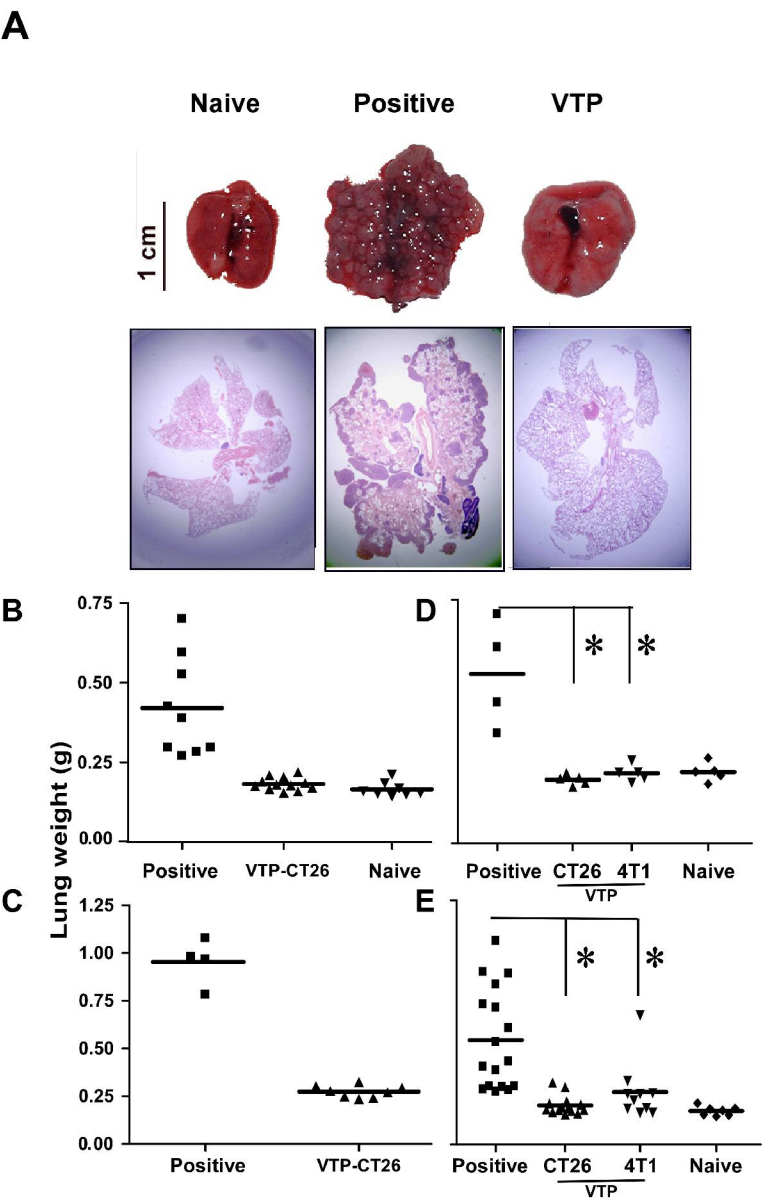 A
Naive Positive VTP
1 cm
B
D
Lung weight (g)
0.75
0.50
0.25
0.00
* *
Positive VTP-CT26 Naive
Positive CT26 4T1 Naive
VTP
C
E
1.25
1.00
0.75
0.50
0.25
0.00
* *
Positive VTP-CT26
Positive CT26 4T1 Naive
VTP